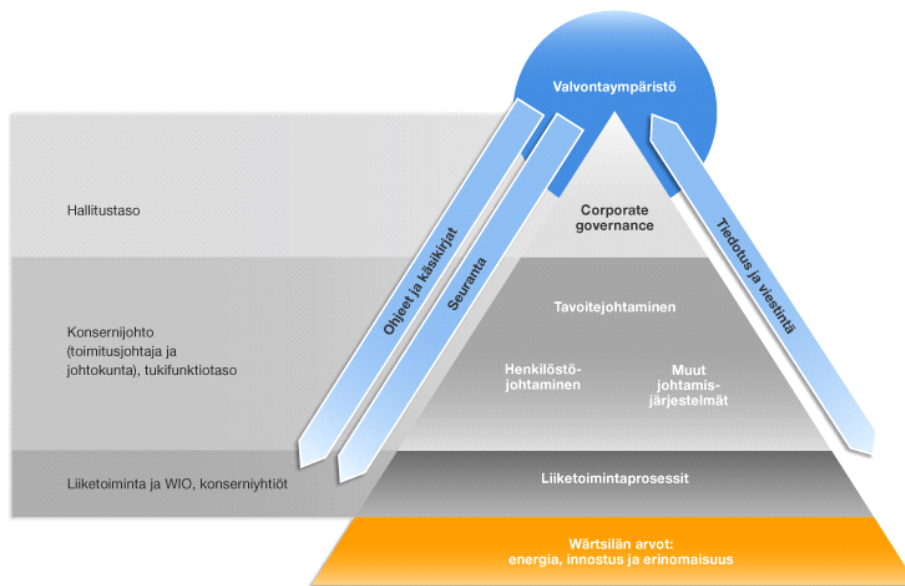 Valvontaympäristö
Hallitustaso
Corporate
governance
Ohjeet ja käsikirjat
Seuranta
Tiedotus ja viestintä
Konsernijohto
(toimitusjohtaja ja
johtokunta), tukifunktiotaso
Tavoitejohtaminen
Henkilöstö-
johtaminen
Muut
johtamis-
järjestelmät
Liiketoiminta ja WIO, konserniyhtiöt
Liiketoimintaprosessit
Wärtsilän arvot:
energia, innostus ja erinomaisuus